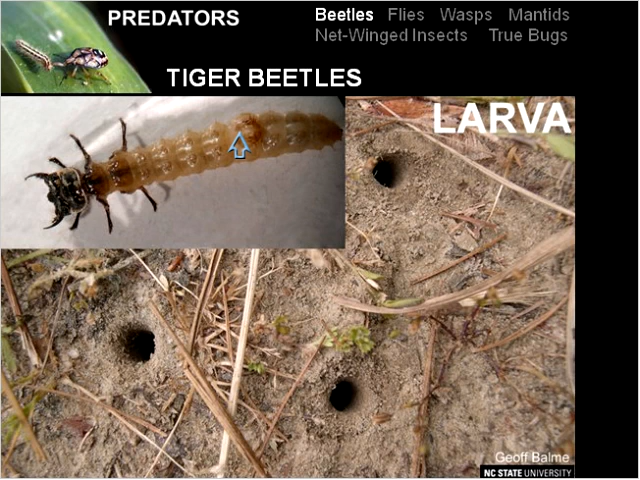 PREDATORS
Beetles Flies Wasps Mantids
Net-Winged Insects True Bugs
TIGER BEETLES
LARVA
Geoff Balme
NC STATE UNIVERSITY